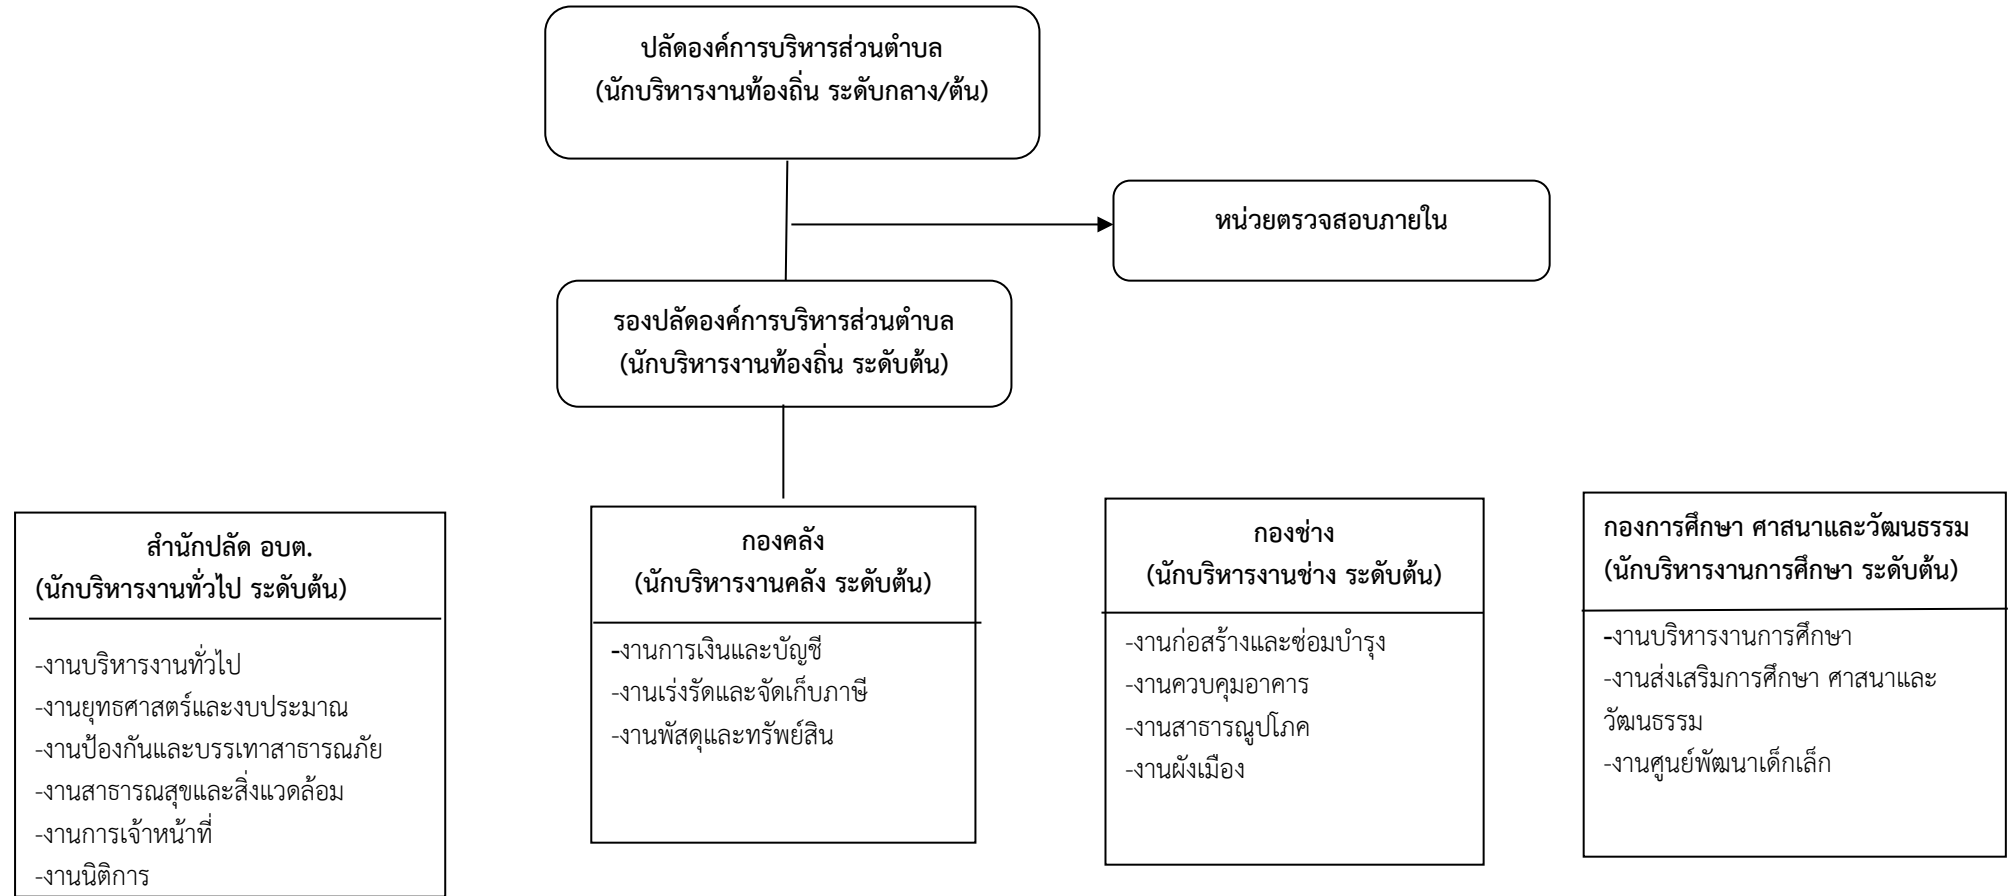 ปลัดองค์การบริหารส่วนตำบล
(นักบริหารงานท้องถิ่น ระดับกลาง/ต้น)
หน่วยตรวจสอบภายใน
รองปลัดองค์การบริหารส่วนตำบล
(นักบริหารงานท้องถิ่น ระดับต้น)
สำนักปลัด อบต.
(นักบริหารงานทั่วไป ระดับต้น)
-งานบริหารงานทั่วไป
-งานยุทธศาสตร์และงบประมาณ
-งานป้องกันและบรรเทาสาธารณภัย
-งานสาธารณสุขและสิ่งแวดล้อม
-งานการเจ้าหน้าที่
-งานนิติการ
กองคลัง
(นักบริหารงานคลัง ระดับต้น)
-งานการเงินและบัญชี
-งานเร่งรัดและจัดเก็บภาษี
-งานพัสดุและทรัพย์สิน
กองช่าง
(นักบริหารงานช่าง ระดับต้น)
-งานก่อสร้างและซ่อมบำรุง
-งานควบคุมอาคาร
-งานสาธารณูปโภค
-งานผังเมือง
กองการศึกษา ศาสนาและวัฒนธรรม
(นักบริหารงานการศึกษา ระดับต้น)
-งานบริหารงานการศึกษา
-งานส่งเสริมการศึกษา ศาสนาและ
วัฒนธรรม
-งานศูนย์พัฒนาเด็กเล็ก